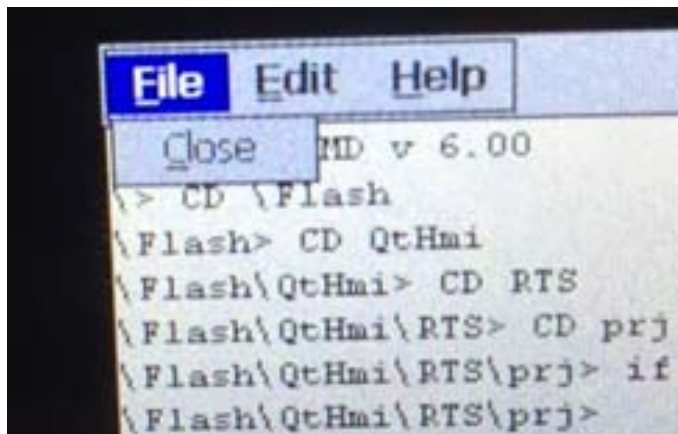 File Edit Help
Close
MD v 6.00
\> CD \Flash
\Flash> CD QtHmi
\Flash\QtHmi> CD RTS
\Flash\QtHmi\RTS> CD prj
\Flash\QtHmi\RTS\prj> if
\Flash\QtHmi\RTS\prj>